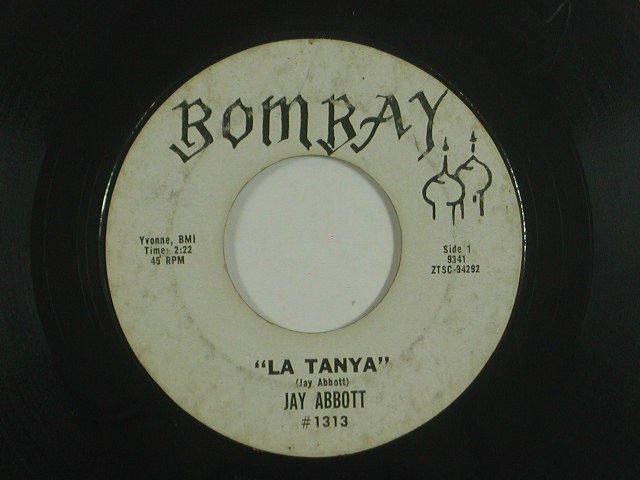 BOMBAY
Yvonne, BMI
Time: 2:22
45 RPM
Side 1
9341
ZTSC-94292
"LA TANYA"
(Jay Abbott)
JAY ABBOTT
#1313